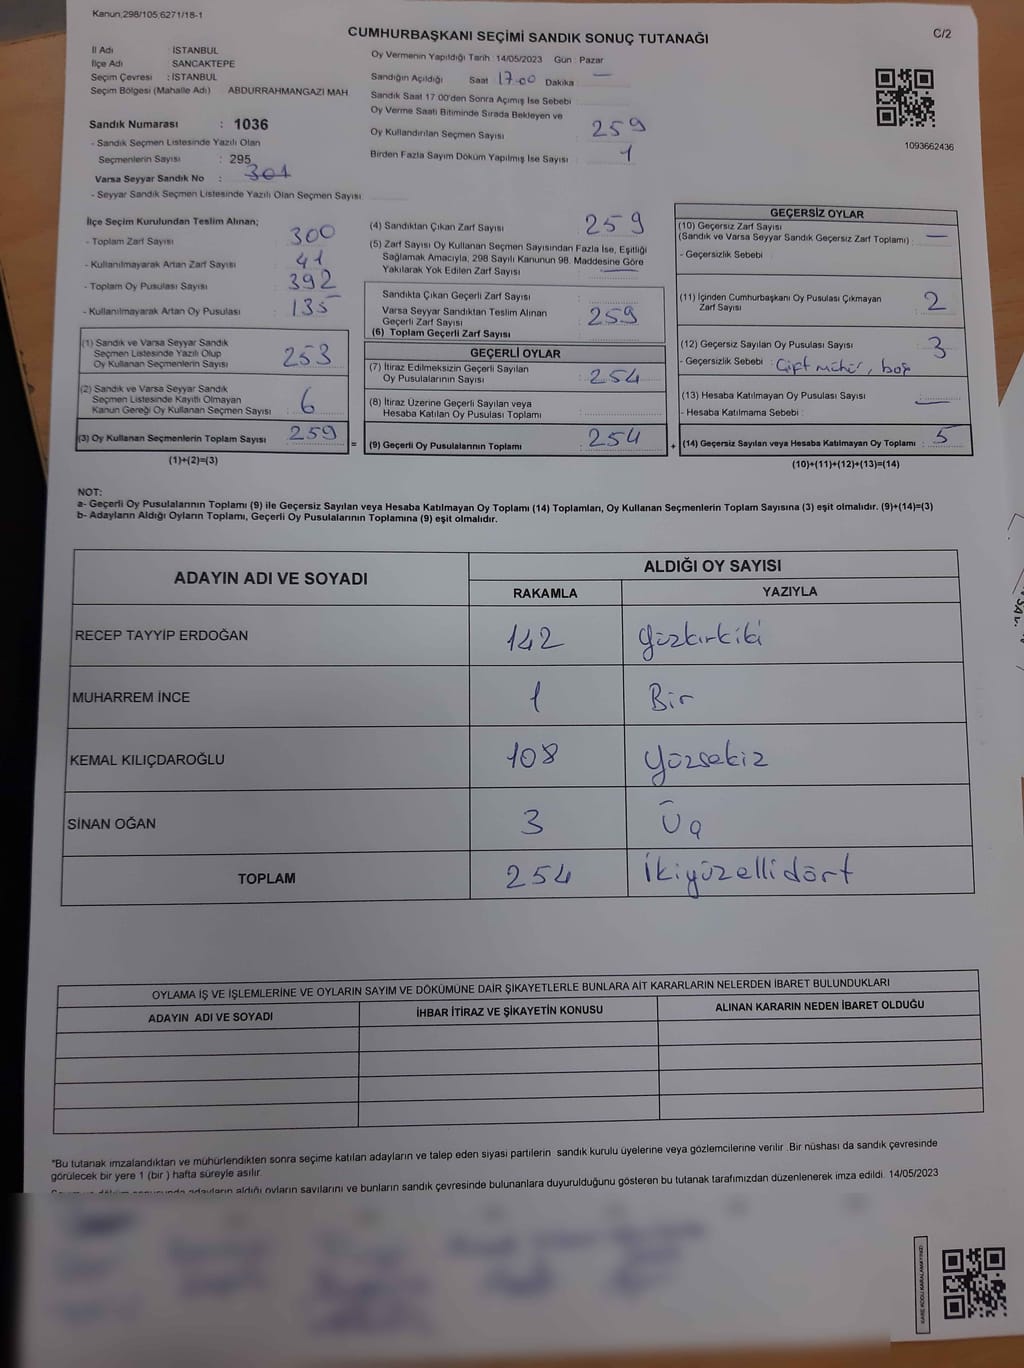 Kanun,298/105,6271/18-1
CUMHURBAŞKANI SEÇİMİ SANDIK SONUÇ TUTANAĞI
C/2
İl Adı : İSTANBUL
İlçe Adı : SANCAKTEPE
Seçim Çevresi : İSTANBUL
Seçim Bölgesi (Mahalle Adı) ABDURRAHMANGAZI MAH.
Sandık Numarası : 1036
- Sandık Seçmen Listesinde Yazılı Olan
Seçmenlerin Sayısı : 295
Varsa Seyyar Sandık No : 301
- Seyyar Sandık Seçmen Listesinde Yazılı Olan Seçmen Sayısı
Oy Vermenin Yapıldığı Tarih : 14/05/2023 Gün : Pazar
Sandığın Açıldığı Saat 17.00 Dakika : —
Sandık Saat 17.00'den Sonra Açımış İse Sebebi :
Oy Verme Saati Bitiminde Sırada Bekleyen ve
Oy Kullandırılan Seçmen Sayısı : 259
Birden Fazla Sayım Döküm Yapılmış İse Sayısı : 1
1093662436
İlçe Seçim Kurulundan Teslim Alınan;
- Toplam Zarf Sayısı : 300
- Kullanılmayarak Artan Zarf Sayısı : 41
- Toplam Oy Pusulası Sayısı : 392
- Kullanılmayarak Artan Oy Pusulası : 135
(1) Sandık ve Varsa Seyyar Sandık
Seçmen Listesinde Yazılı Olup
Oy Kullanan Seçmenlerin Sayısı : 253
(2) Sandık ve Varsa Seyyar Sandık
Seçmen Listesinde Kayıtlı Olmayan
Kanun Gereği Oy Kullanan Seçmen Sayısı : 6
(3) Oy Kullanan Seçmenlerin Toplam Sayısı : 259
(1)+(2)=(3)
(4) Sandıktan Çıkan Zarf Sayısı : 259
(5) Zarf Sayısı Oy Kullanan Seçmen Sayısından Fazla İse, Eşitliği
Sağlamak Amacıyla, 298 Sayılı Kanunun 98. Maddesine Göre
Yakılarak Yok Edilen Zarf Sayısı : —
Sandıkta Çıkan Geçerli Zarf Sayısı :
Varsa Seyyar Sandıktan Teslim Alınan
Geçerli Zarf Sayısı
(6) Toplam Geçerli Zarf Sayısı : 259
GEÇERLİ OYLAR
(7) İtiraz Edilmeksizin Geçerli Sayılan
Oy Pusulalarının Sayısı : 254
(8) İtiraz Üzerine Geçerli Sayılan veya
Hesaba Katılan Oy Pusulası Toplamı :
= (9) Geçerli Oy Pusulalarının Toplamı : 254
GEÇERSİZ OYLAR
(10) Geçersiz Zarf Sayısı
(Sandık ve Varsa Seyyar Sandık Geçersiz Zarf Toplamı) : —
- Geçersizlik Sebebi :
(11) İçinden Cumhurbaşkanı Oy Pusulası Çıkmayan
Zarf Sayısı : 2
(12) Geçersiz Sayılan Oy Pusulası Sayısı : 3
- Geçersizlik Sebebi : Çift mühür, boş
(13) Hesaba Katılmayan Oy Pusulası Sayısı : —
- Hesaba Katılmama Sebebi :
+ (14) Geçersiz Sayılan veya Hesaba Katılmayan Oy Toplamı : 5
(10)+(11)+(12)+(13)=(14)
NOT:
a- Geçerli Oy Pusulalarının Toplamı (9) ile Geçersiz Sayılan veya Hesaba Katılmayan Oy Toplamı (14) Toplamları, Oy Kullanan Seçmenlerin Toplam Sayısına (3) eşit olmalıdır. (9)+(14)=(3)
b- Adayların Aldığı Oyların Toplamı, Geçerli Oy Pusulalarının Toplamına (9) eşit olmalıdır.
ADAYIN ADI VE SOYADI
ALDIĞI OY SAYISI
RAKAMLA YAZIYLA
RECEP TAYYİP ERDOĞAN 142 yüzkırkiki
MUHARREM İNCE 1 Bir
KEMAL KILIÇDAROĞLU 108 yüzsekiz
SİNAN OĞAN 3 Üç
TOPLAM 254 İkiyüzellidört
OYLAMA İŞ VE İŞLEMLERİNE VE OYLARIN SAYIM VE DÖKÜMÜNE DAİR ŞİKAYETLERLE BUNLARA AİT KARARLARIN NELERDEN İBARET BULUNDUKLARI
ADAYIN ADI VE SOYADI İHBAR İTİRAZ VE ŞİKAYETİN KONUSU ALINAN KARARIN NEDEN İBARET OLDUĞU
*Bu tutanak imzalandıktan ve mühürlendikten sonra seçime katılan adayların ve talep eden siyasi partilerin sandık kurulu üyelerine veya gözlemcilerine verilir. Bir nüshası da sandık çevresinde
görülecek bir yere 1 (bir ) hafta süreyle asılır.
adayların aldığı oyların sayılarını ve bunların sandık çevresinde bulunanlara duyurulduğunu gösteren bu tutanak tarafımızdan düzenlenerek imza edildi. 14/05/2023
KARE KODU KARALAMAYINIZ!